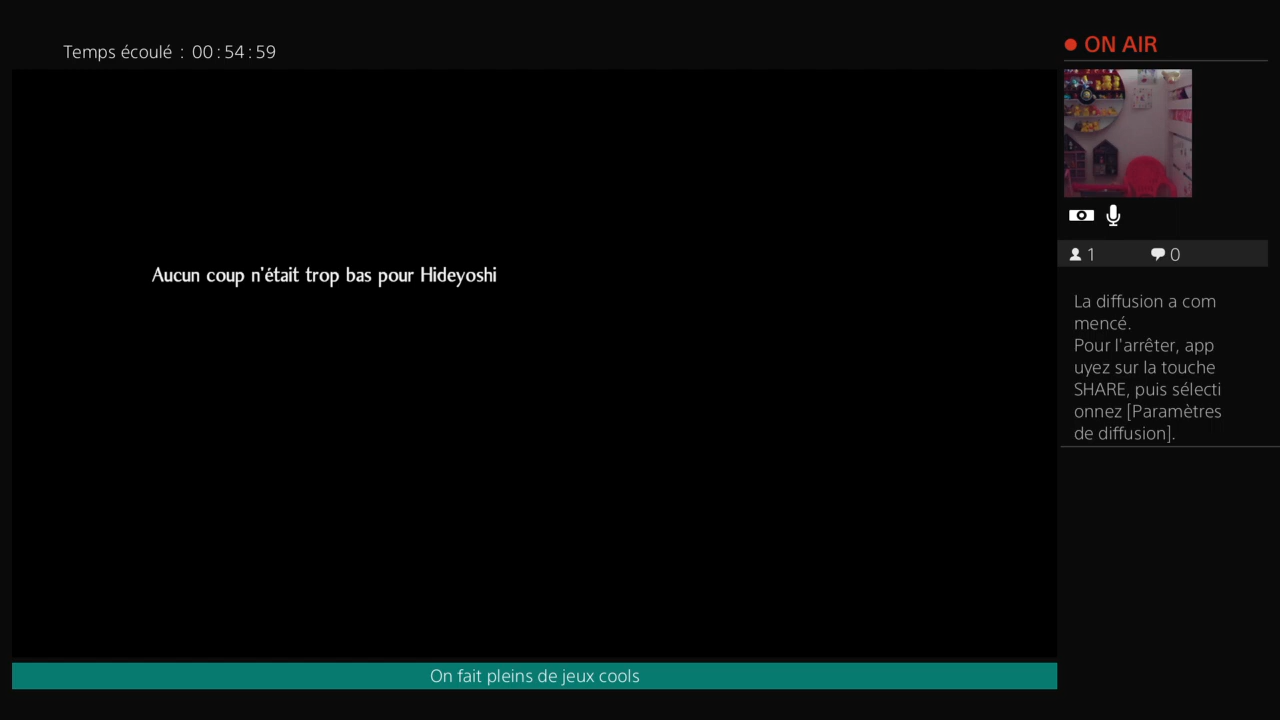 Temps écoulé : 00:54:59
ON AIR
Aucun coup n'était trop bas pour Hideyoshi
1
0
La diffusion a com
mencé.
Pour l'arrêter, app
uyez sur la touche
SHARE, puis sélecti
onnez [Paramètres
de diffusion].
On fait pleins de jeux cools